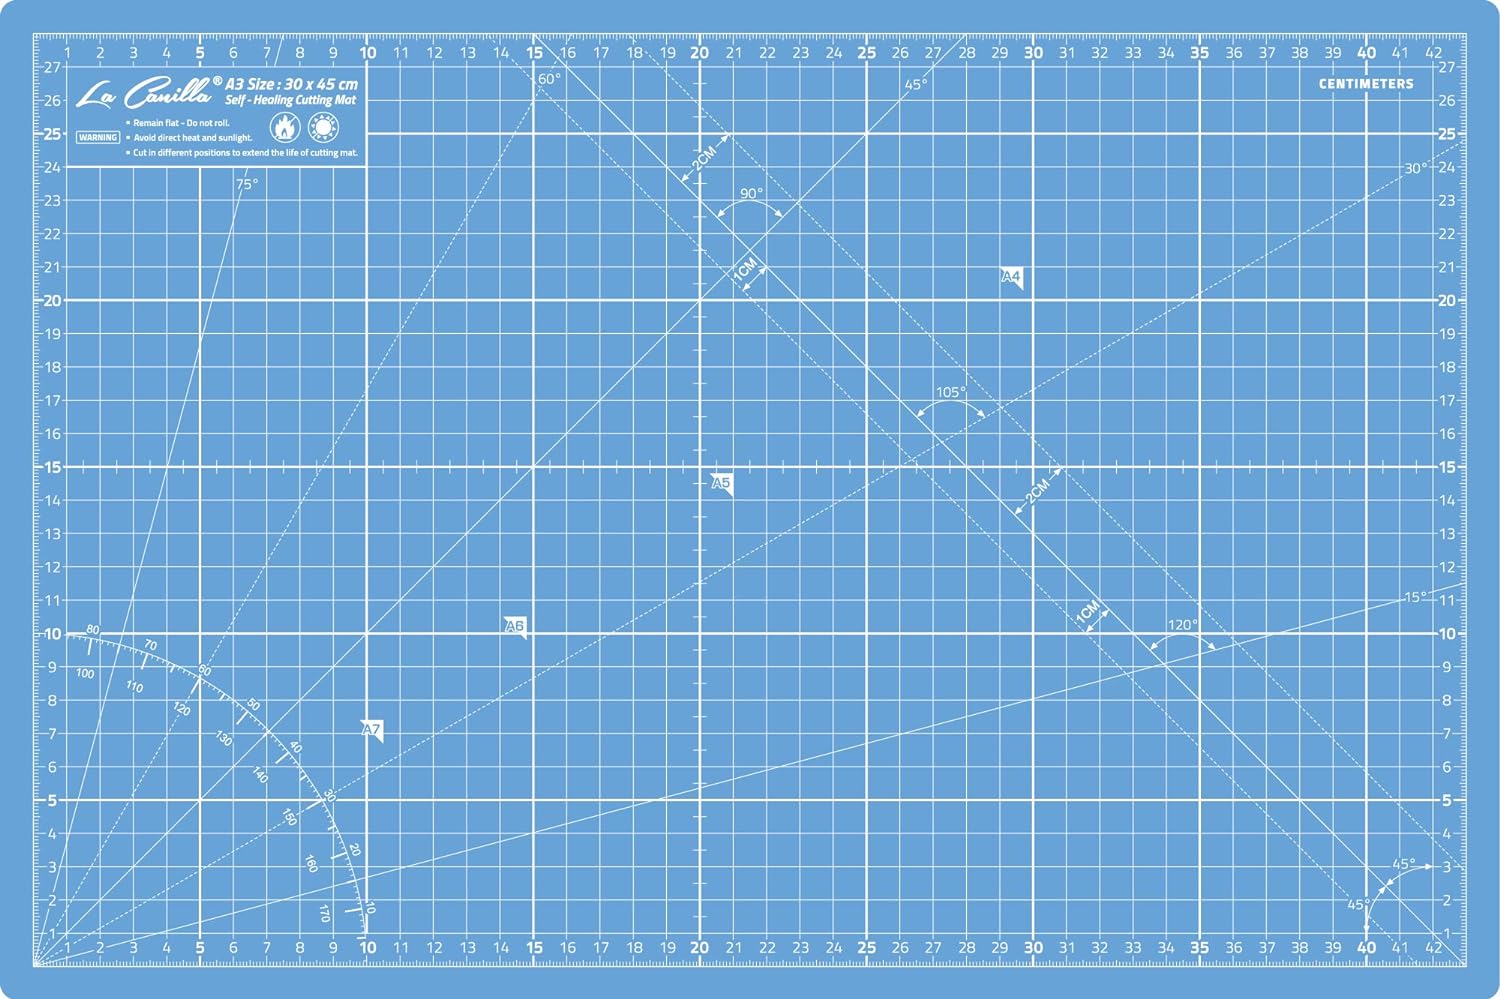 1 2 3 4 5 6 7 8 9 10 11 12 13 14 15 16 17 18 19 20 21 22 23 24 25 26 27 28 29 30 31 32 33 34 35 36 37 38 39 40 41 42
27 27
La Canilla® A3 Size : 30 x 45 cm
Self - Healing Cutting Mat
60°
45°
CENTIMETERS
26 26
WARNING
▪ Remain flat - Do not roll.
▪ Avoid direct heat and sunlight.
▪ Cut in different positions to extend the life of cutting mat.
25 25
2CM
24 30° 24
75°
90°
23 23
22 22
21 1CM A4 21
20 20
19 19
18 18
105°
17 17
16 16
15 15
A5
2CM
14 14
13 13
12 12
11 1CM 15° 11
A6 120°
10 80 10
70
9 100 60 9
110
8 120 50 8
7 130 A7 7
40
6 140 6
30
5 150 5
4 4
20
3 160 45° 3
2 170 10 45° 2
1 1
1 2 3 4 5 6 7 8 9 10 11 12 13 14 15 16 17 18 19 20 21 22 23 24 25 26 27 28 29 30 31 32 33 34 35 36 37 38 39 40 41 42